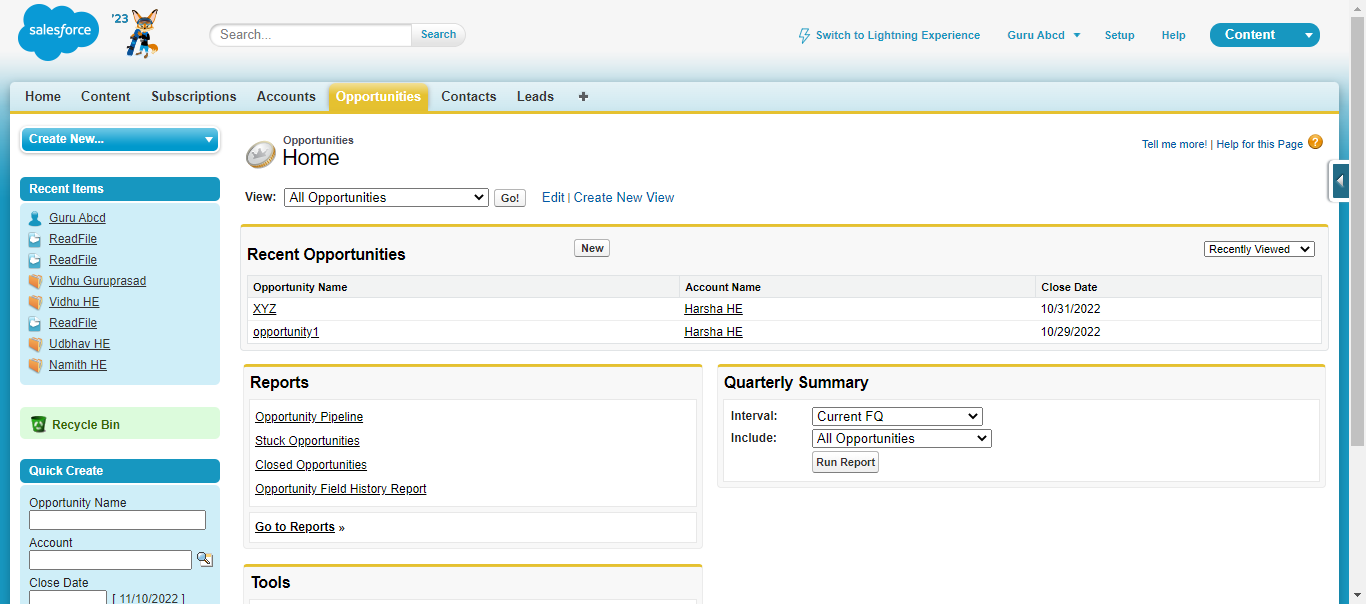 salesforce
'23
Search...
Search
Switch to Lightning Experience
Guru Abcd
Setup
Help
Content
Home
Content
Subscriptions
Accounts
Opportunities
Contacts
Leads
+
Create New...
Recent Items
Guru Abcd
ReadFile
ReadFile
Vidhu Guruprasad
Vidhu HE
ReadFile
Udbhav HE
Namith HE
Recycle Bin
Quick Create
Opportunity Name
Account
Close Date
[ 11/10/2022 ]
Opportunities
Home
Tell me more! | Help for this Page ?
View: All Opportunities Go! Edit | Create New View
Recent Opportunities New Recently Viewed
Opportunity Name Account Name Close Date
XYZ Harsha HE 10/31/2022
opportunity1 Harsha HE 10/29/2022
Reports
Opportunity Pipeline
Stuck Opportunities
Closed Opportunities
Opportunity Field History Report
Go to Reports »
Quarterly Summary
Interval: Current FQ
Include: All Opportunities
Run Report
Tools